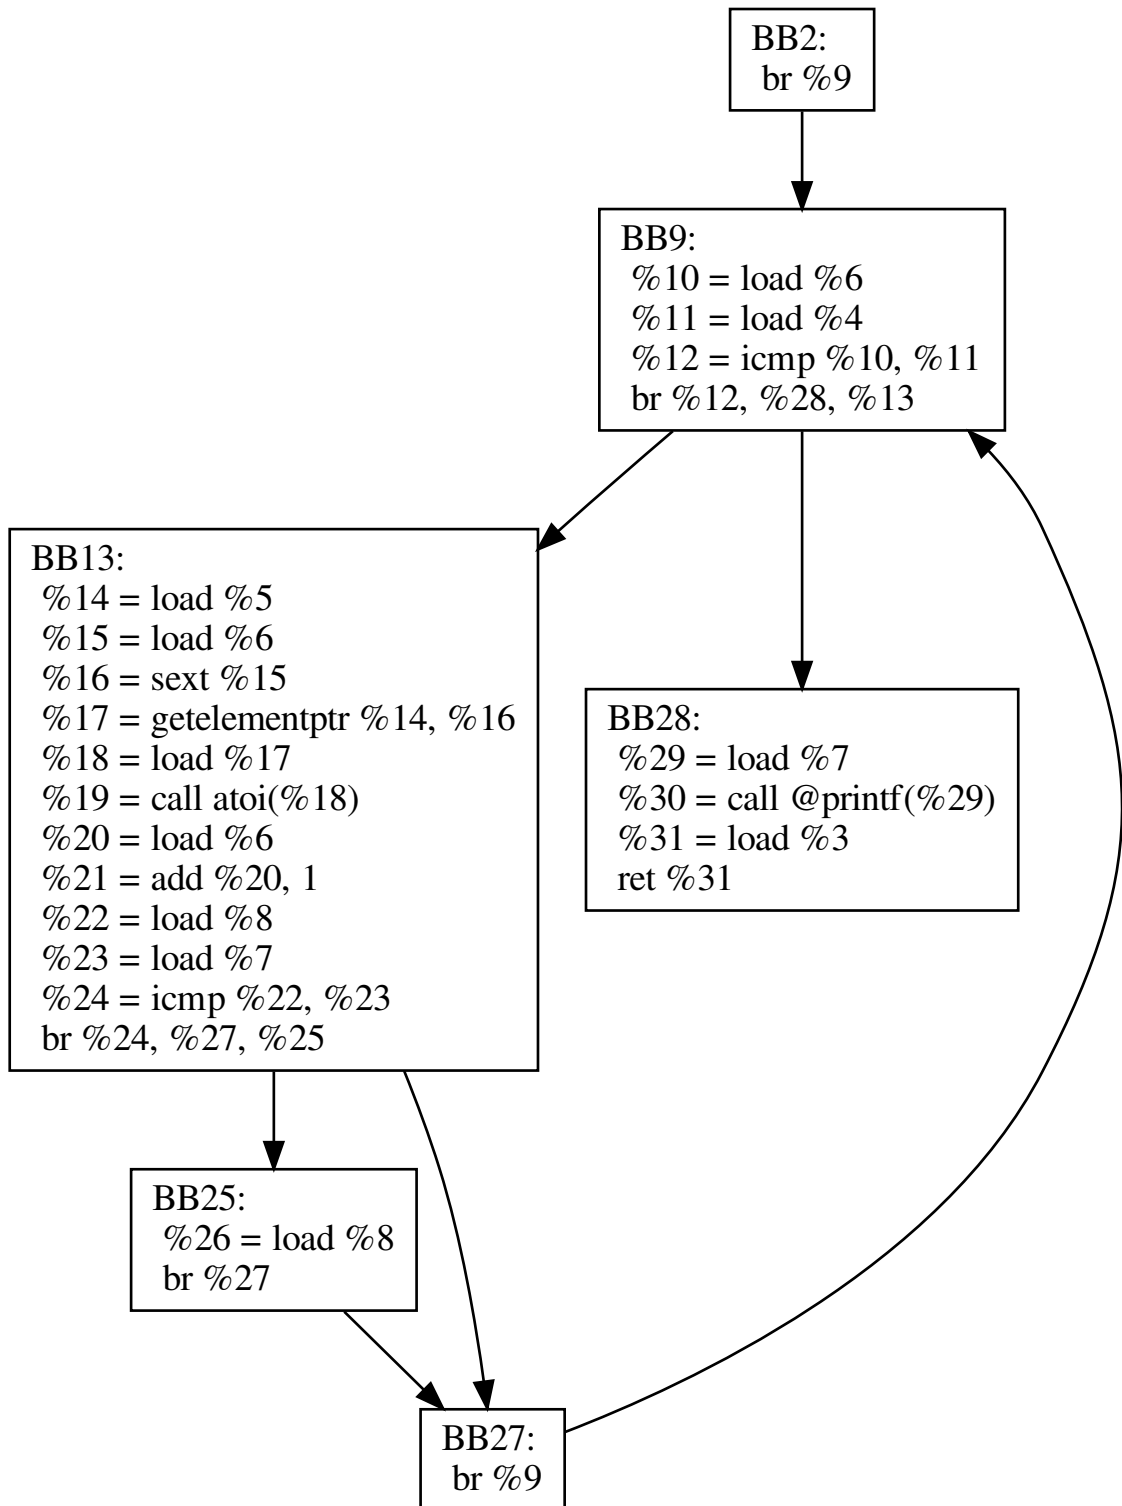 BB2:
br %9
BB9:
%10 = load %6
%11 = load %4
%12 = icmp %10, %11
br %12, %28, %13
BB13:
%14 = load %5
%15 = load %6
%16 = sext %15
%17 = getelementptr %14, %16
%18 = load %17
%19 = call atoi(%18)
%20 = load %6
%21 = add %20, 1
%22 = load %8
%23 = load %7
%24 = icmp %22, %23
br %24, %27, %25
BB28:
%29 = load %7
%30 = call @printf(%29)
%31 = load %3
ret %31
BB25:
%26 = load %8
br %27
BB27:
br %9